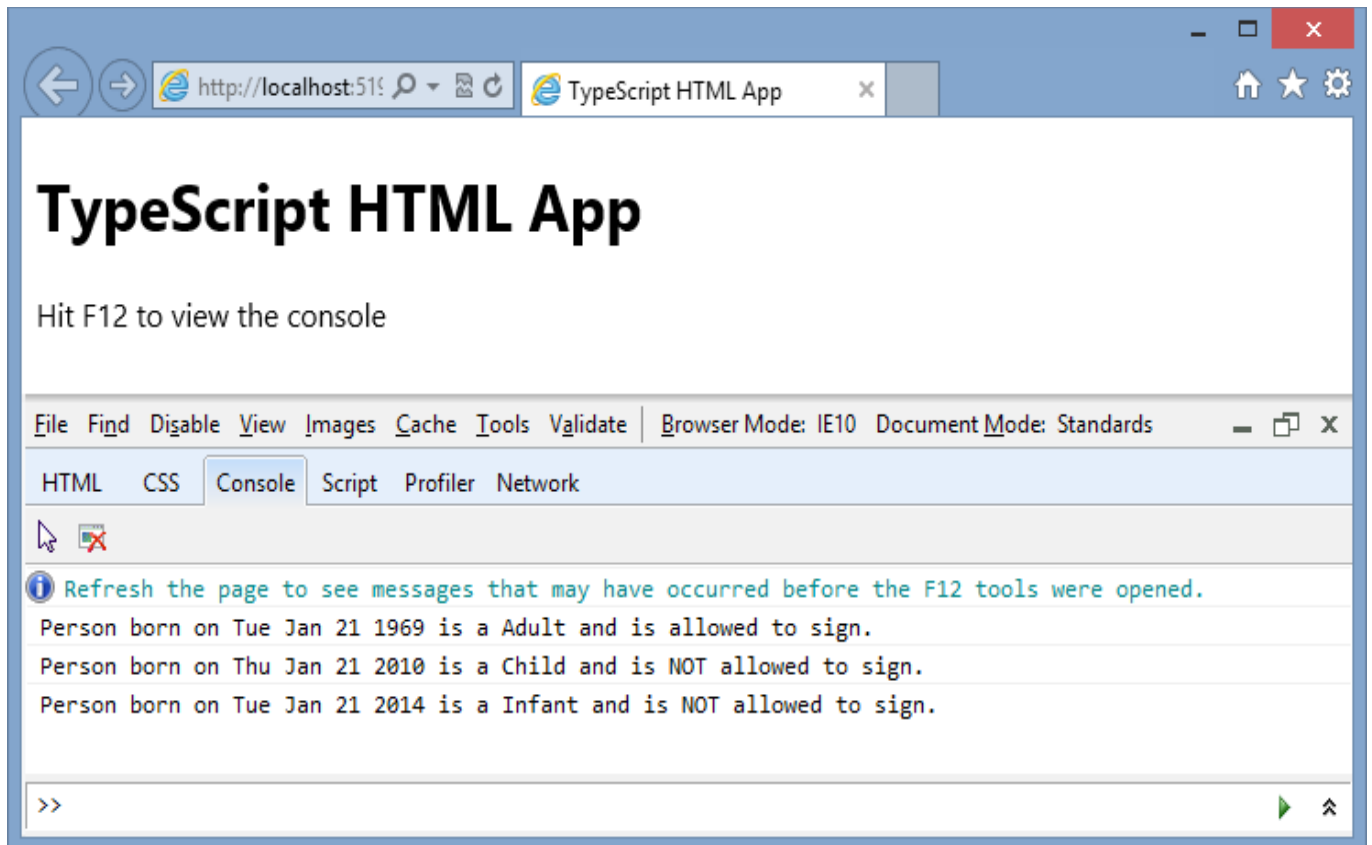 http://localhost:519
TypeScript HTML App
TypeScript HTML App
Hit F12 to view the console
File Find Disable View Images Cache Tools Validate Browser Mode: IE10 Document Mode: Standards
HTML CSS Console Script Profiler Network
Refresh the page to see messages that may have occurred before the F12 tools were opened.
Person born on Tue Jan 21 1969 is a Adult and is allowed to sign.
Person born on Thu Jan 21 2010 is a Child and is NOT allowed to sign.
Person born on Tue Jan 21 2014 is a Infant and is NOT allowed to sign.
>>